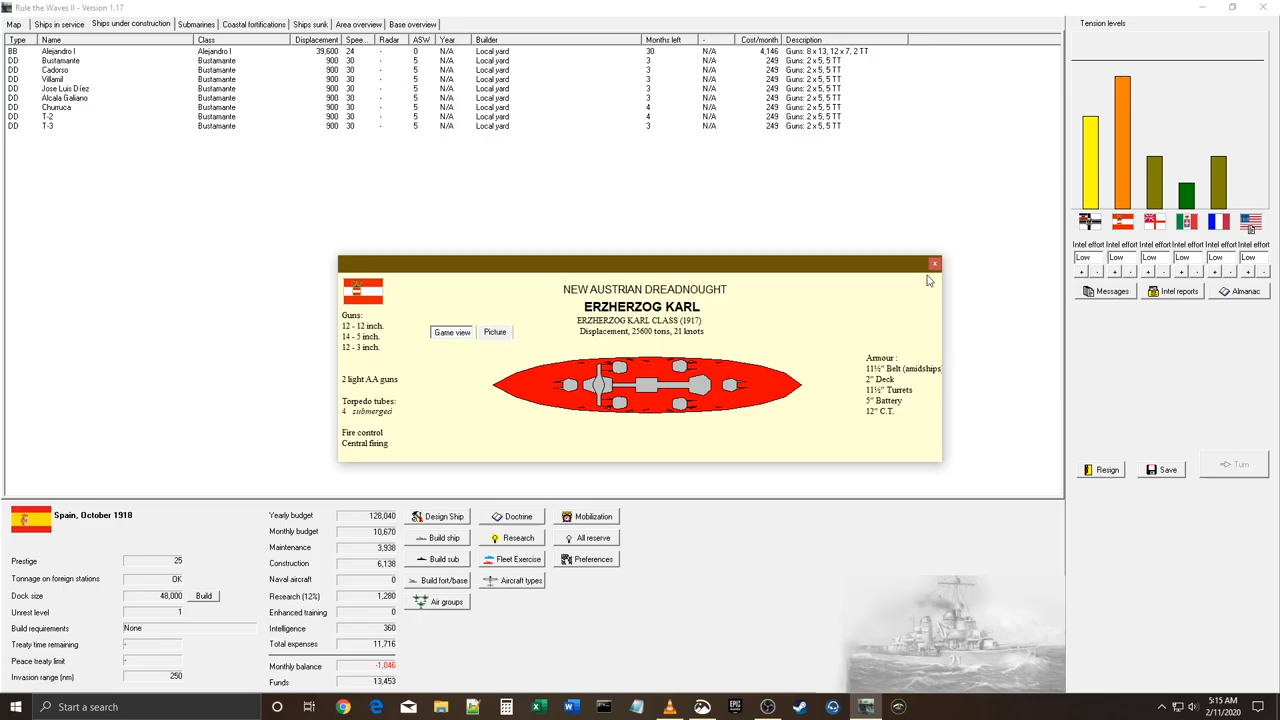 Rule the Waves II - Version 1.17
Map Ships in service Ships under construction Submarines Coastal fortifications Ships sunk Area overview Base overview
Type Name Class Displacement Spee... Radar ASW Year Builder Months left - Cost/month Description
BB Alejandro I Alejandro I 39,600 24 - 0 N/A Local yard 30 N/A 4,146 Guns: 8 x 13, 12 x 7, 2 TT
DD Bustamante Bustamante 900 30 - 5 N/A Local yard 3 N/A 249 Guns: 2 x 5, 5 TT
DD Cadorso Bustamante 900 30 - 5 N/A Local yard 3 N/A 249 Guns: 2 x 5, 5 TT
DD Villamil Bustamante 900 30 - 5 N/A Local yard 3 N/A 249 Guns: 2 x 5, 5 TT
DD Jose Luis Díez Bustamante 900 30 - 5 N/A Local yard 3 N/A 249 Guns: 2 x 5, 5 TT
DD Alcala Galiano Bustamante 900 30 - 5 N/A Local yard 3 N/A 249 Guns: 2 x 5, 5 TT
DD Churruca Bustamante 900 30 - 5 N/A Local yard 4 N/A 249 Guns: 2 x 5, 5 TT
DD T-2 Bustamante 900 30 - 5 N/A Local yard 4 N/A 249 Guns: 2 x 5, 5 TT
DD T-3 Bustamante 900 30 - 5 N/A Local yard 3 N/A 249 Guns: 2 x 5, 5 TT
Tension levels
Intel effort Intel effort Intel effort Intel effort Intel effort Intel effort
Low Low Low Low Low Low
+ - + - + - + - + - + -
Messages Intel reports Almanac
Resign Save Turn
NEW AUSTRIAN DREADNOUGHT
ERZHERZOG KARL
ERZHERZOG KARL CLASS (1917)
Displacement, 25600 tons, 21 knots
Game view Picture
Guns:
12 - 12 inch.
14 - 5 inch.
12 - 3 inch.
2 light AA guns
Torpedo tubes:
4 submerged
Fire control
Central firing
Armour :
11½" Belt (amidships)
2" Deck
11½" Turrets
5" Battery
12" C.T.
Spain, October 1918
Prestige 25
Tonnage on foreign stations OK
Dock size 48,000 Build
Unrest level 1
Build requirements None
Treaty time remaining -
Peace treaty limit -
Invasion range (nm) 250
Yearly budget 128,040
Monthly budget 10,670
Maintenance 3,938
Construction 6,138
Naval aircraft 0
Research (12%) 1,280
Enhanced training 0
Intelligence 360
Total expenses 11,716
Monthly balance -1,046
Funds 13,453
Design Ship Doctrine Mobilization
Build ship Research All reserve
Build sub Fleet Exercise Preferences
Build fort/base Aircraft types
Air groups
Start a search
5:15 AM
2/11/2020